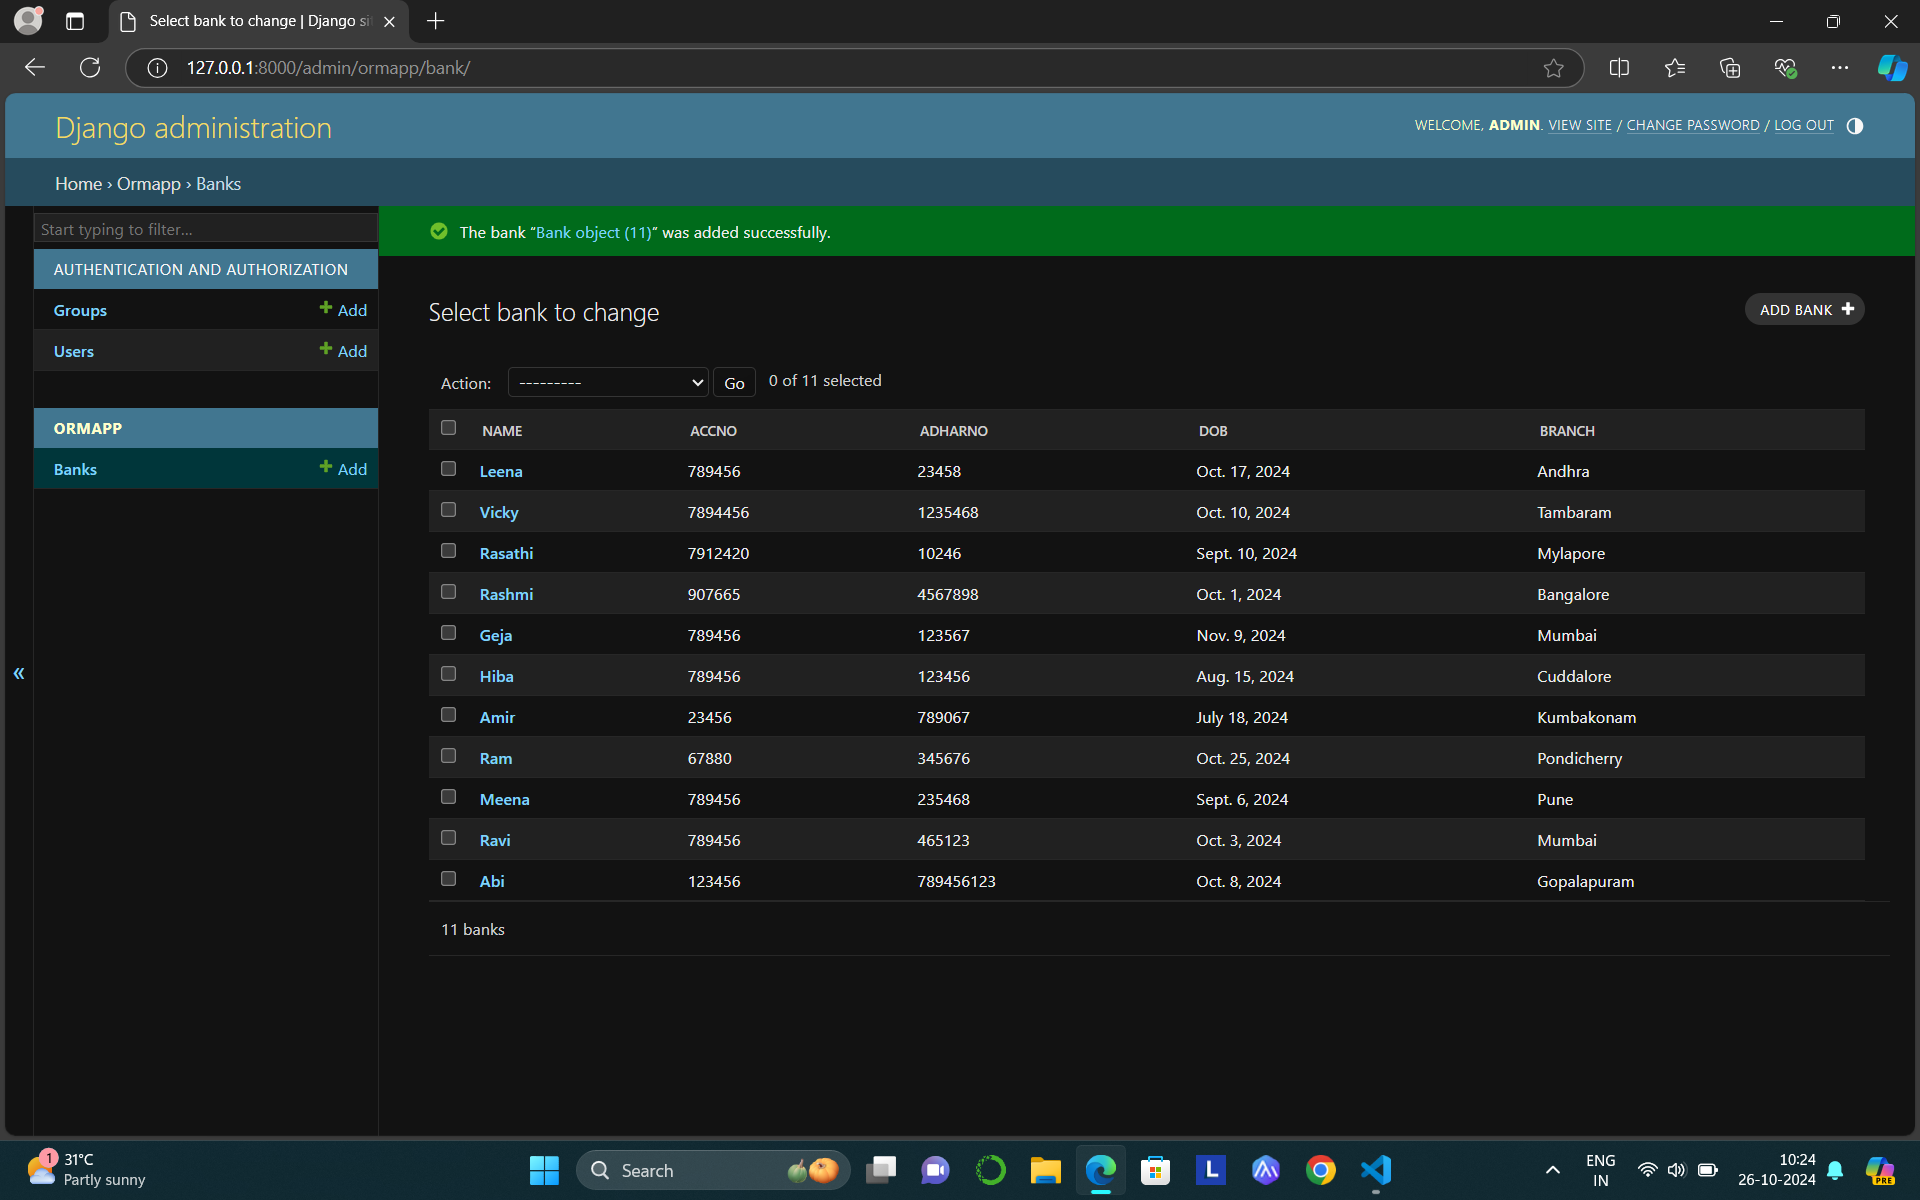 Select bank to change | Django si
127.0.0.1:8000/admin/ormapp/bank/
Django administration
WELCOME, ADMIN. VIEW SITE / CHANGE PASSWORD / LOG OUT
Home › Ormapp › Banks
Start typing to filter...
The bank “Bank object (11)” was added successfully.
AUTHENTICATION AND AUTHORIZATION
Groups Add
Users Add
ORMAPP
Banks Add
«
Select bank to change
ADD BANK
Action: --------- Go 0 of 11 selected
NAME ACCNO ADHARNO DOB BRANCH
Leena 789456 23458 Oct. 17, 2024 Andhra
Vicky 7894456 1235468 Oct. 10, 2024 Tambaram
Rasathi 7912420 10246 Sept. 10, 2024 Mylapore
Rashmi 907665 4567898 Oct. 1, 2024 Bangalore
Geja 789456 123567 Nov. 9, 2024 Mumbai
Hiba 789456 123456 Aug. 15, 2024 Cuddalore
Amir 23456 789067 July 18, 2024 Kumbakonam
Ram 67880 345676 Oct. 25, 2024 Pondicherry
Meena 789456 235468 Sept. 6, 2024 Pune
Ravi 789456 465123 Oct. 3, 2024 Mumbai
Abi 123456 789456123 Oct. 8, 2024 Gopalapuram
11 banks
1
31°C
Partly sunny
Search
L
ENG
IN
10:24
26-10-2024
PRE